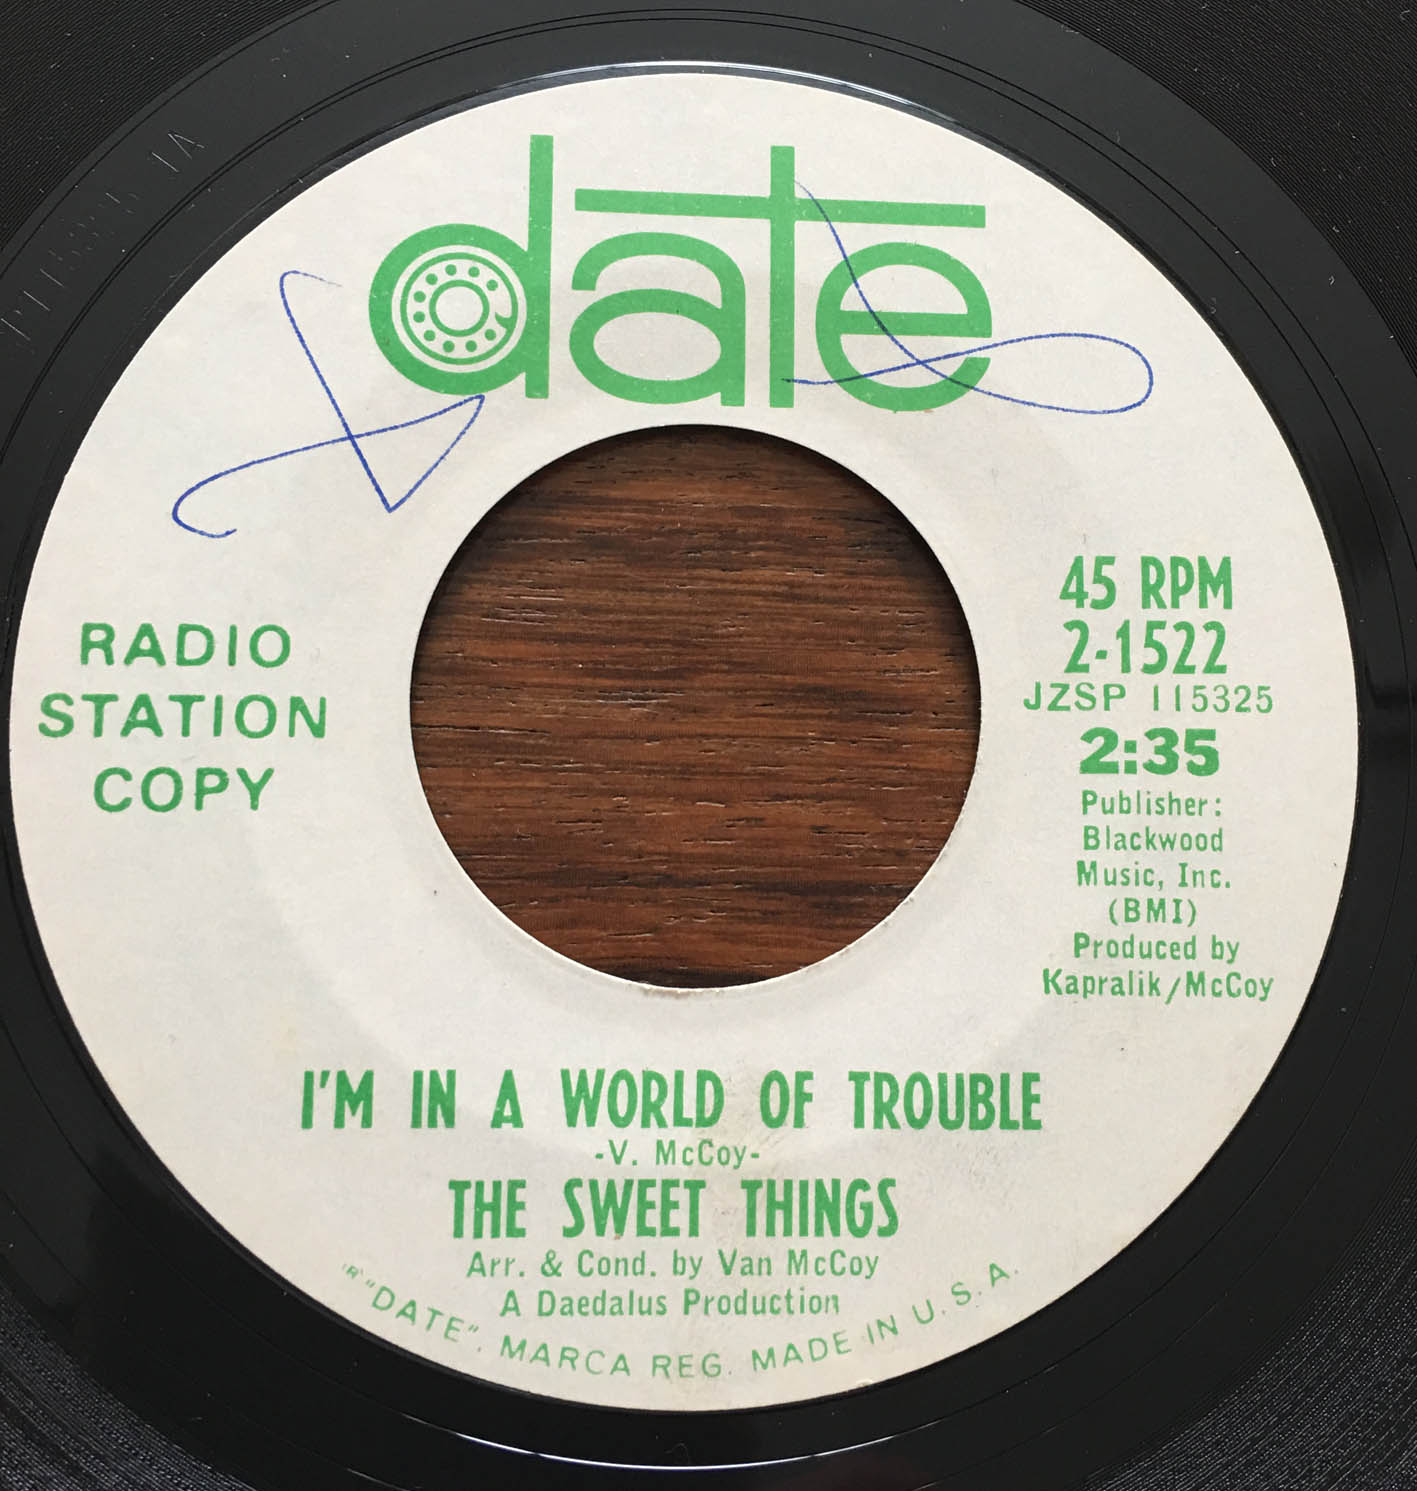 date
RADIO
STATION
COPY
45 RPM
2-1522
JZSP 115325
2:35
Publisher:
Blackwood
Music, Inc.
(BMI)
Produced by
Kapralik/McCoy
I'M IN A WORLD OF TROUBLE
-V. McCoy-
THE SWEET THINGS
Arr. & Cond. by Van McCoy
A Daedalus Production
"DATE", MARCA REG. MADE IN U.S.A.